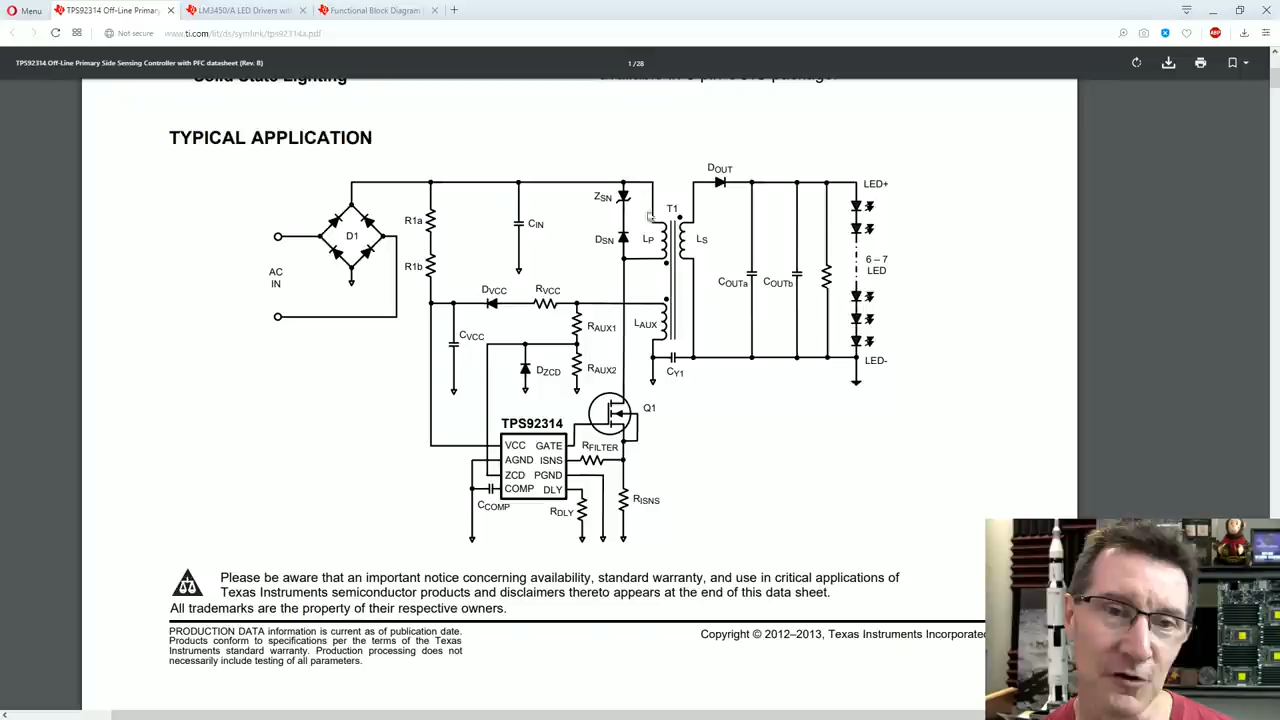 Menu
TPS92314 Off-Line Primar
LM3450/A LED Drivers wit
Functional Block Diagram
Not secure www.ti.com/lit/ds/symlink/tps92314a.pdf
ABP
TPS92314 Off-Line Primary Side Sensing Controller with PFC datasheet (Rev. B)
1 / 28
Solid State Lighting
TYPICAL APPLICATION
DOUT
LED+
ZSN
T1
R1a
CIN
D1
DSN
LP
LS
R1b
6 – 7
LED
AC
IN
COUTa
COUTb
DVCC
RVCC
CVCC
RAUX1
LAUX
LED-
DZCD
RAUX2
CY1
Q1
TPS92314
VCC GATE
RFILTER
AGND ISNS
ZCD PGND
COMP DLY
CCOMP
RDLY
RISNS
Please be aware that an important notice concerning availability, standard warranty, and use in critical applications of
Texas Instruments semiconductor products and disclaimers thereto appears at the end of this data sheet.
All trademarks are the property of their respective owners.
PRODUCTION DATA information is current as of publication date.
Products conform to specifications per the terms of the Texas
Instruments standard warranty. Production processing does not
necessarily include testing of all parameters.
Copyright © 2012–2013, Texas Instruments Incorporated